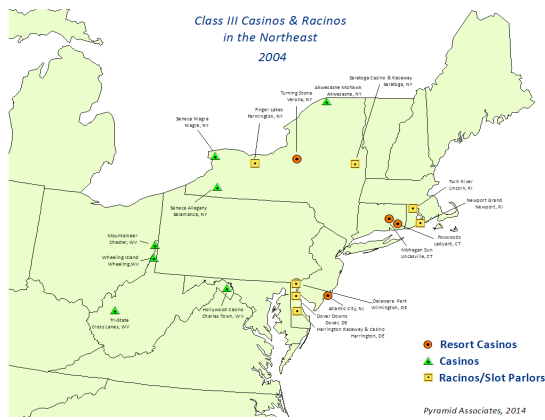 Class III Casinos & Racinos
in the Northeast
2004
Saratoga Casino & Raceway
Saratoga, NY
Akwesasne Mohawk
Akwesasne, NY
Turning Stone
Verona, NY
Finger Lakes
Farmington, NY
Seneca Niagra
Niagra, NY
Seneca Allegany
Salamanca, NY
Twin River
Lincoln, RI
Newport Grand
Newport, RI
Foxwoods
Ledyard, CT
Mohegan Sun
Uncasville, CT
Mountaineer
Chester, WV
Wheeling Island
Wheeling,WV
Tri-State
Cross Lanes, WV
Hollywood Casino
Charles Town, WV
Delaware Park
Wilmington, DE
Atlantic City, NJ
Dover Downs
Dover, DE
Harrington Raceway & Casino
Harrington, DE
Resort Casinos
Casinos
Racinos/Slot Parlors
Pyramid Associates, 2014